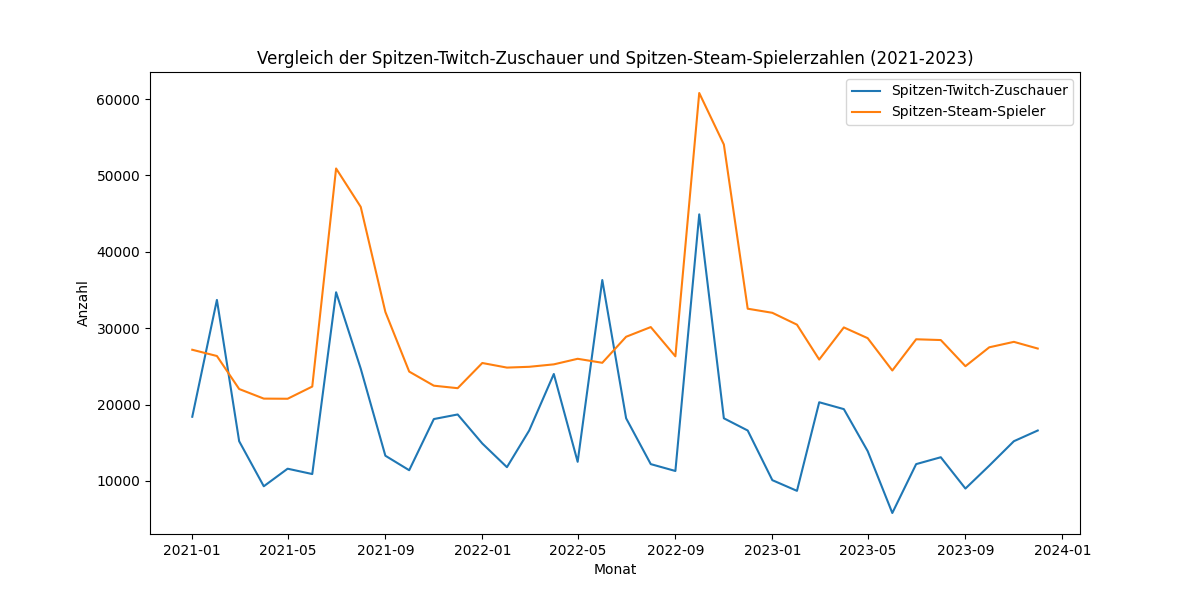 Vergleich der Spitzen-Twitch-Zuschauer und Spitzen-Steam-Spielerzahlen (2021-2023)
Spitzen-Twitch-Zuschauer
Spitzen-Steam-Spieler
60000
50000
40000
30000
20000
10000
Anzahl
2021-01 2021-05 2021-09 2022-01 2022-05 2022-09 2023-01 2023-05 2023-09 2024-01
Monat